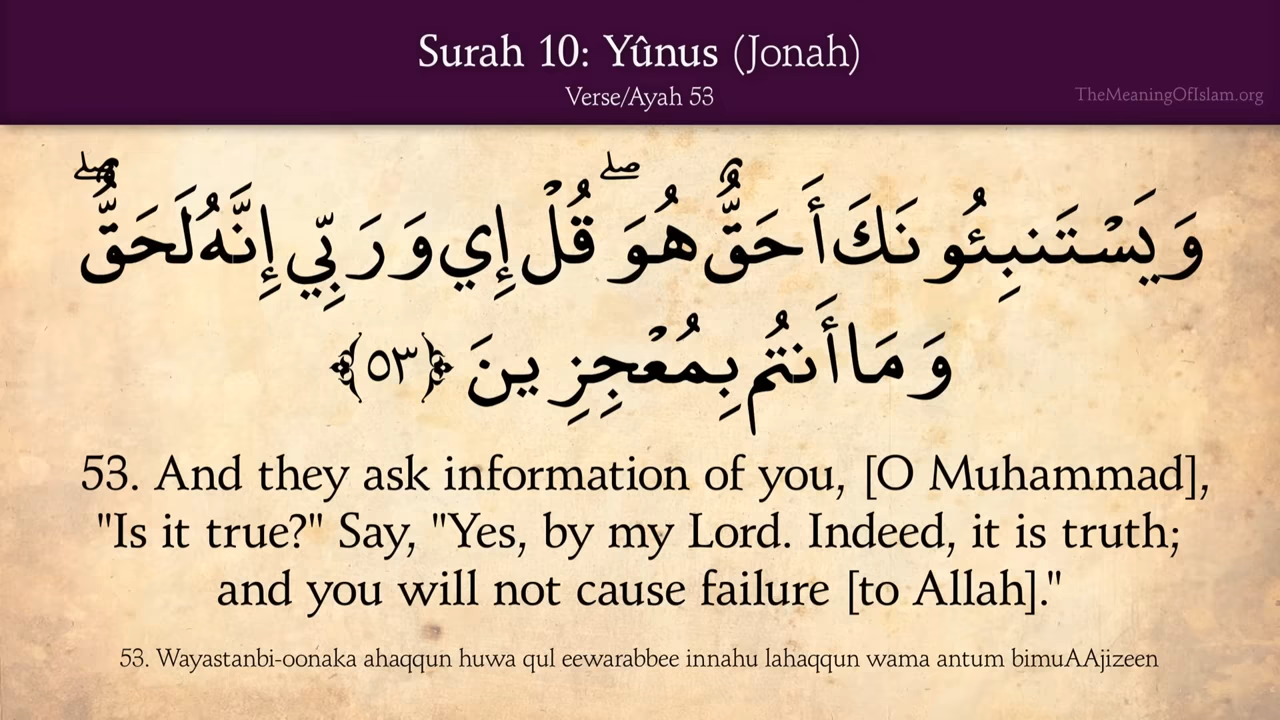 Surah 10: Yûnus (Jonah)
Verse/Ayah 53
TheMeaningOfIslam.org
وَيَسْتَنبِئُونَكَ أَحَقٌّ هُوَ ۖ قُلْ إِي وَرَبِّي إِنَّهُ لَحَقٌّ ۖ
وَمَا أَنتُم بِمُعْجِزِينَ ﴿٥٣﴾
53. And they ask information of you, [O Muhammad],
"Is it true?" Say, "Yes, by my Lord. Indeed, it is truth;
and you will not cause failure [to Allah]."
53. Wayastanbi-oonaka ahaqqun huwa qul eewarabbee innahu lahaqqun wama antum bimuAAjizeen